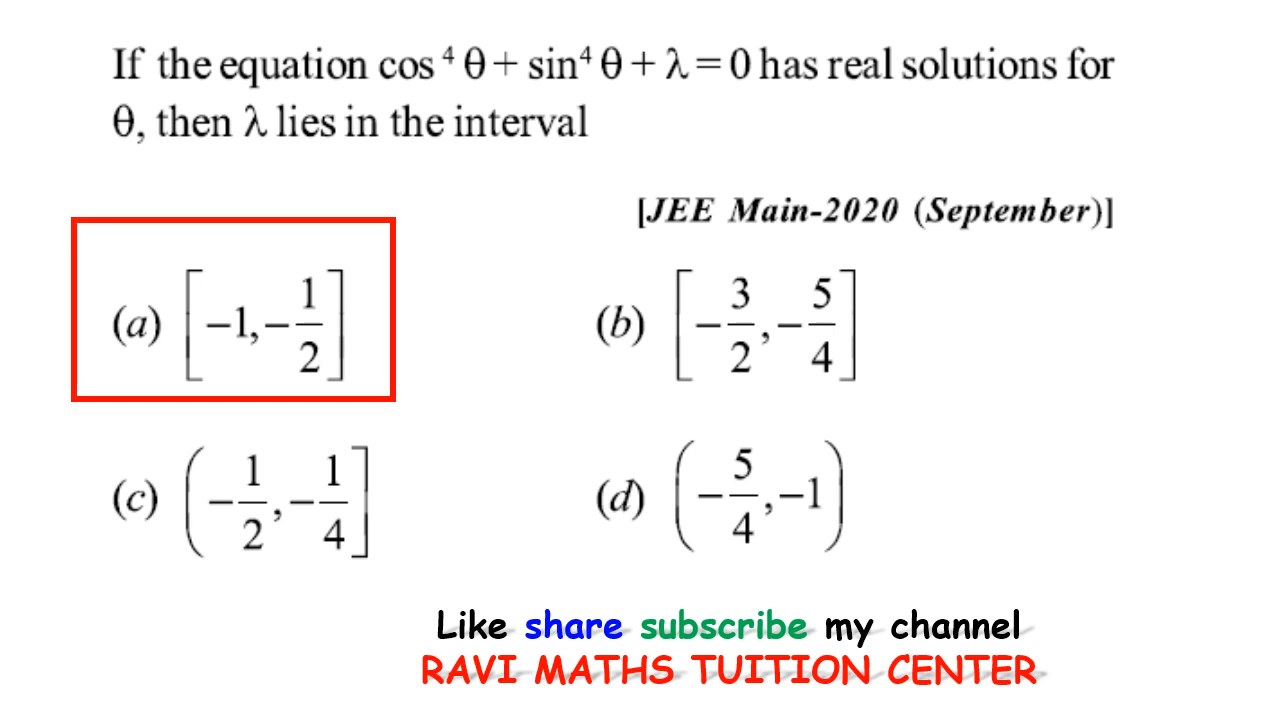 If the equation cos⁴ θ + sin⁴ θ + λ = 0 has real solutions for
θ, then λ lies in the interval
[JEE Main-2020 (September)]
(a) [−1, −1/2] (b) [−3/2, −5/4]
(c) (−1/2, −1/4] (d) (−5/4, −1)
Like share subscribe my channel
RAVI MATHS TUITION CENTER